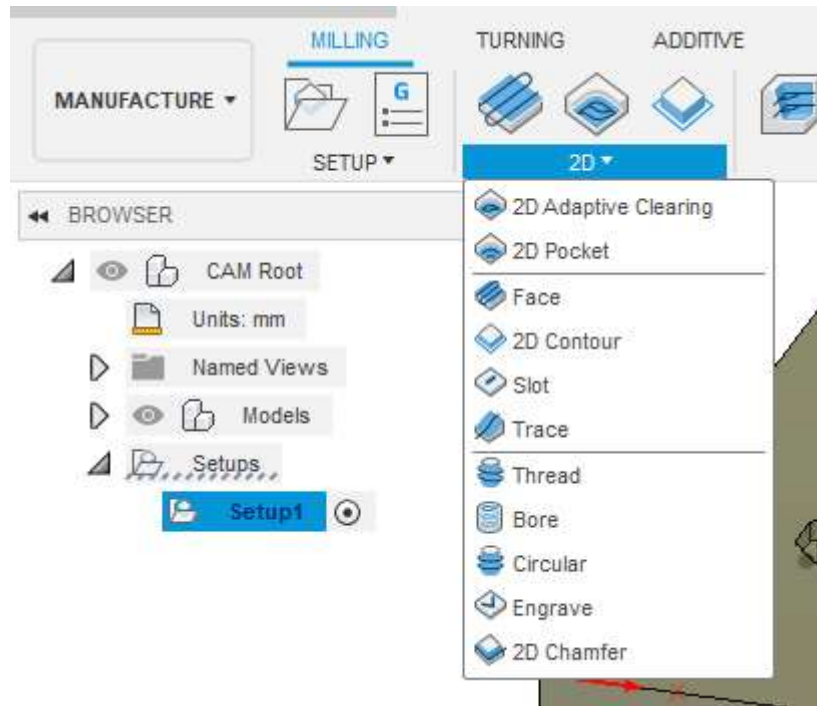 MILLING TURNING ADDITIVE
MANUFACTURE
G
SETUP 2D
BROWSER
CAM Root
Units: mm
Named Views
Models
Setups
Setup1
2D Adaptive Clearing
2D Pocket
Face
2D Contour
Slot
Trace
Thread
Bore
Circular
Engrave
2D Chamfer